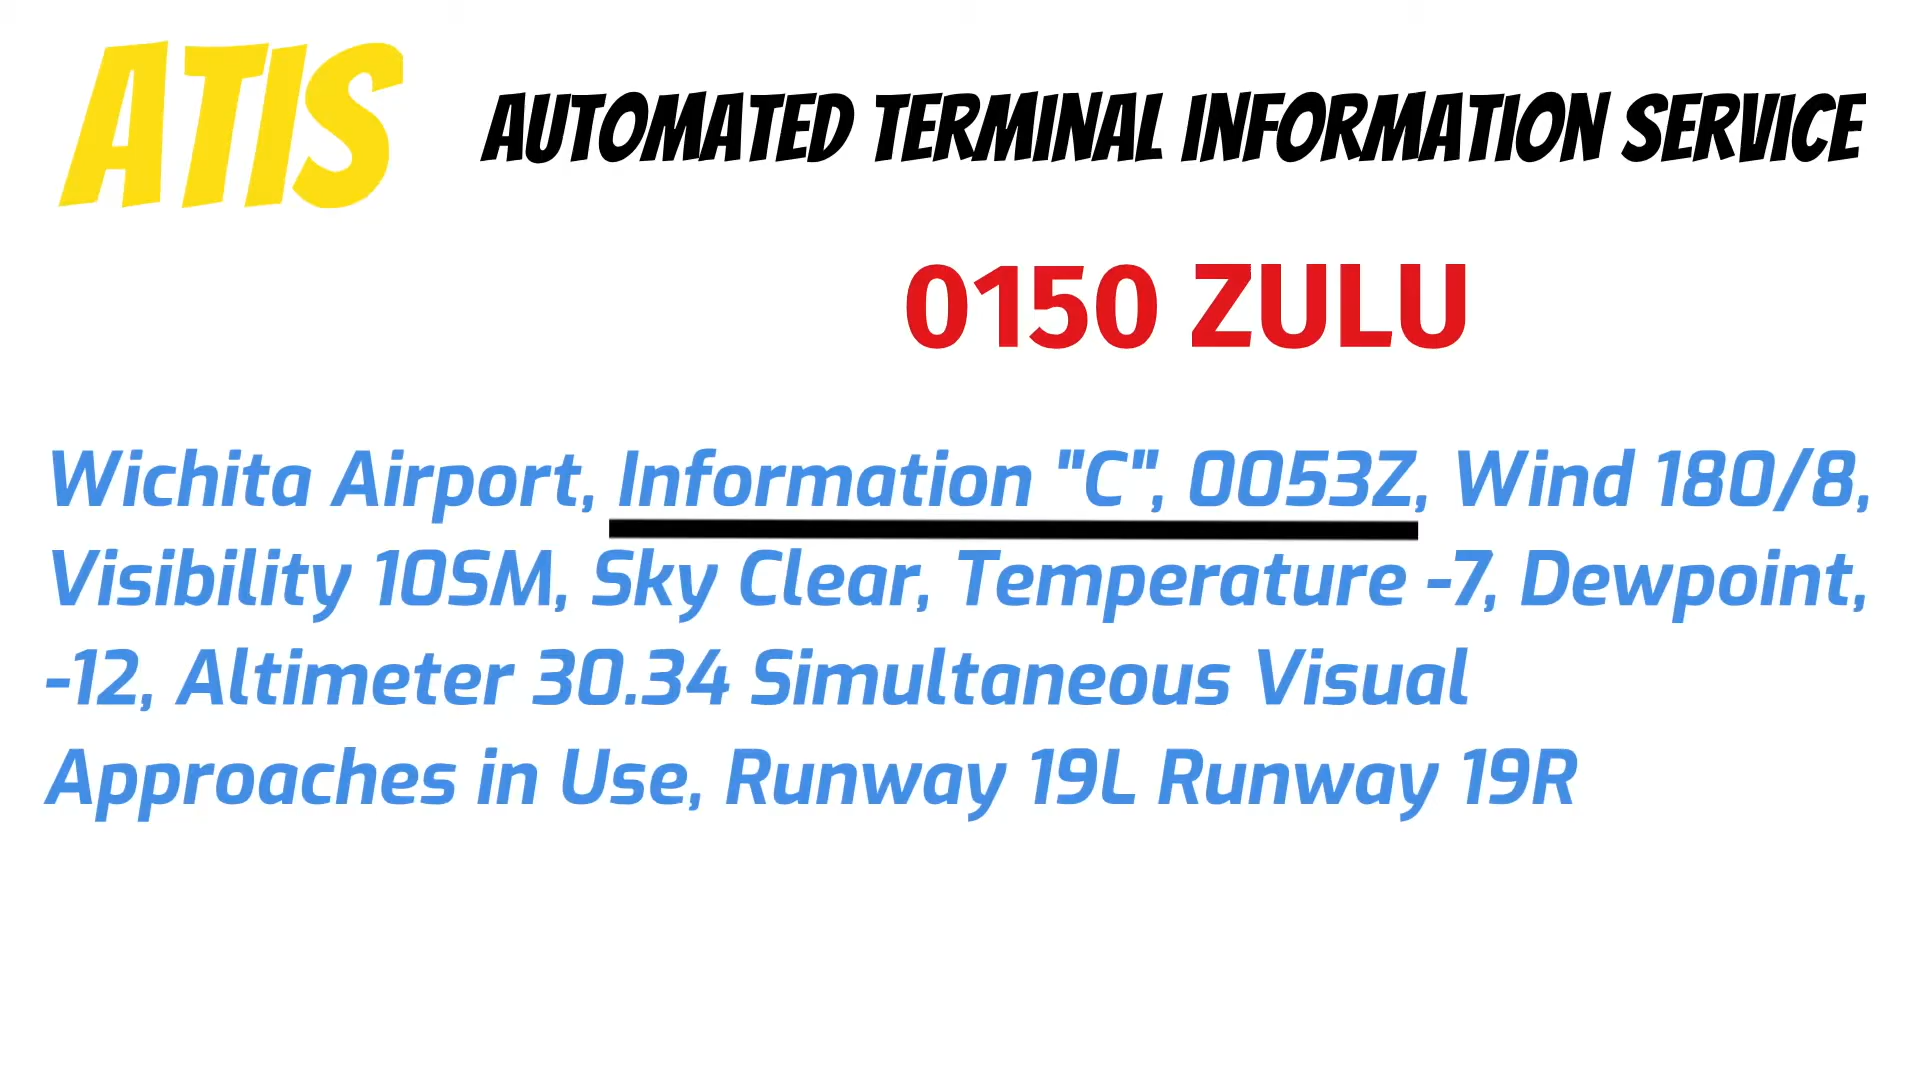 ATIS
AUTOMATED TERMINAL INFORMATION SERVICE
0150 ZULU
Wichita Airport, Information "C", 0053Z, Wind 180/8,
Visibility 10SM, Sky Clear, Temperature -7, Dewpoint,
-12, Altimeter 30.34 Simultaneous Visual
Approaches in Use, Runway 19L Runway 19R